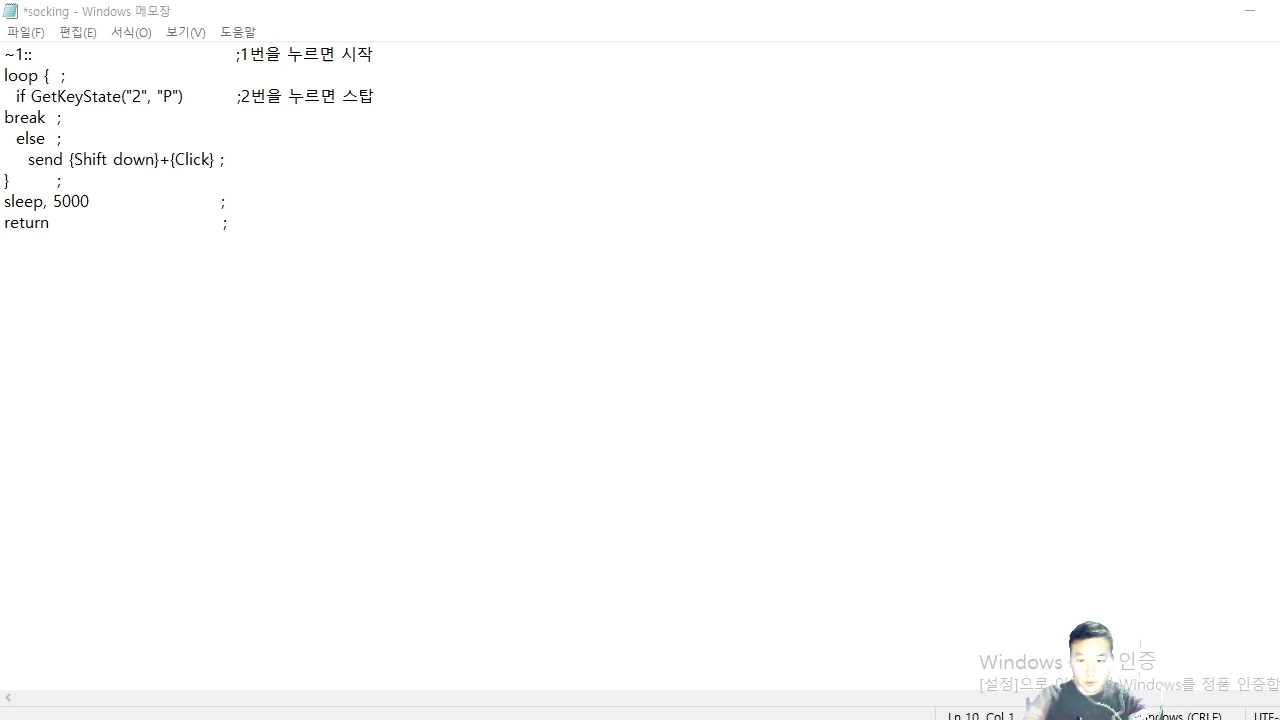 *socking - Windows 메모장
파일(F) 편집(E) 서식(O) 보기(V) 도움말
~1:: ;1번을 누르면 시작
loop { ;
if GetKeyState("2", "P") ;2번을 누르면 스탑
break ;
else ;
send {Shift down}+{Click} ;
} ;
sleep, 5000 ;
return ;
Windows 인증
[설정]으로 Windows를 정품 인증합
Ln 10, Col 1 (CRLF) UTF-